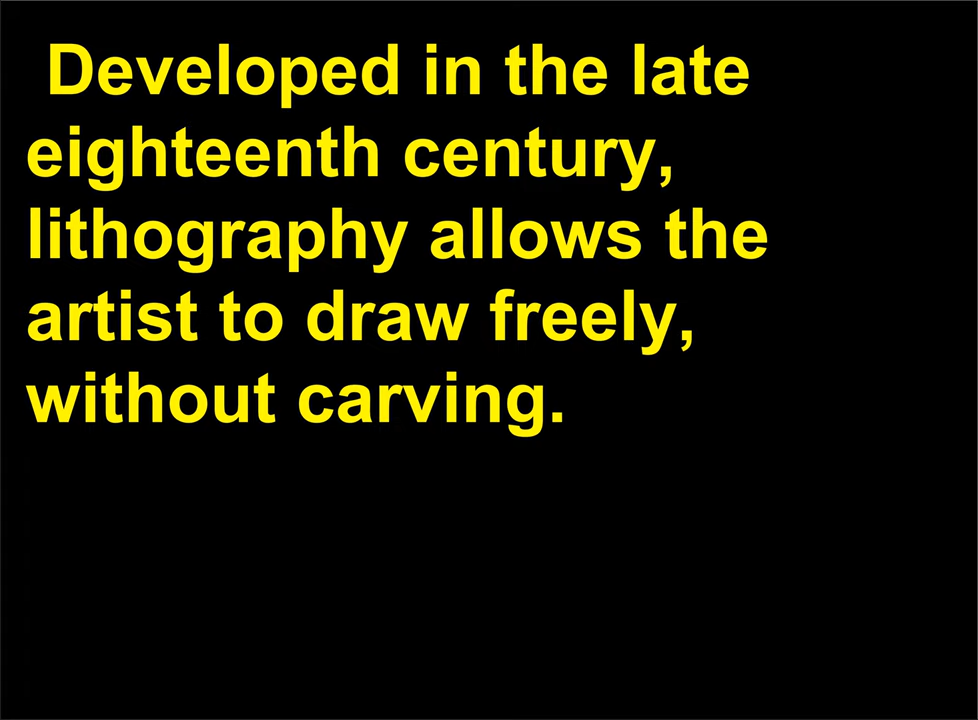 Developed in the late
eighteenth century,
lithography allows the
artist to draw freely,
without carving.